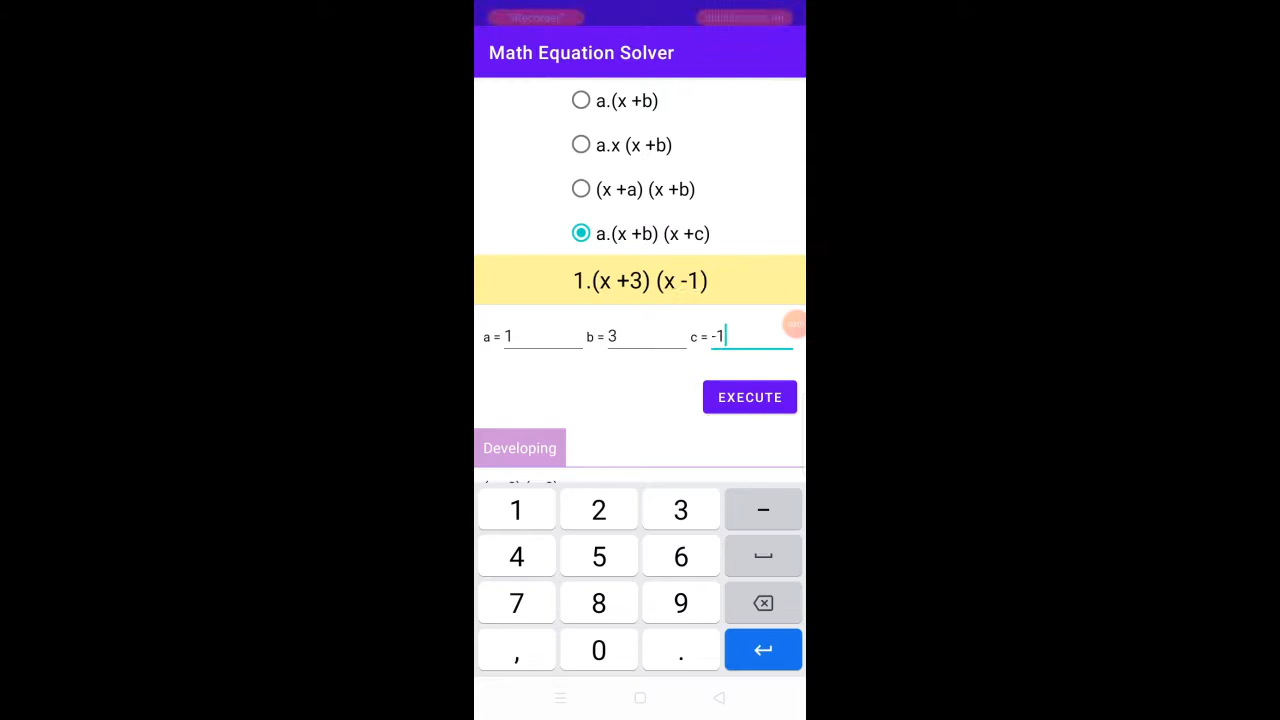 "iRecorder"
Math Equation Solver
a.(x +b)
a.x (x +b)
(x +a) (x +b)
a.(x +b) (x +c)
1.(x +3) (x -1)
a = 1 b = 3 c = -1
EXECUTE
Developing
1 2 3 -
4 5 6
7 8 9
, 0 .